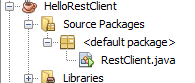 HelloRestClient
Source Packages
<default package>
RestClient.java
Libraries